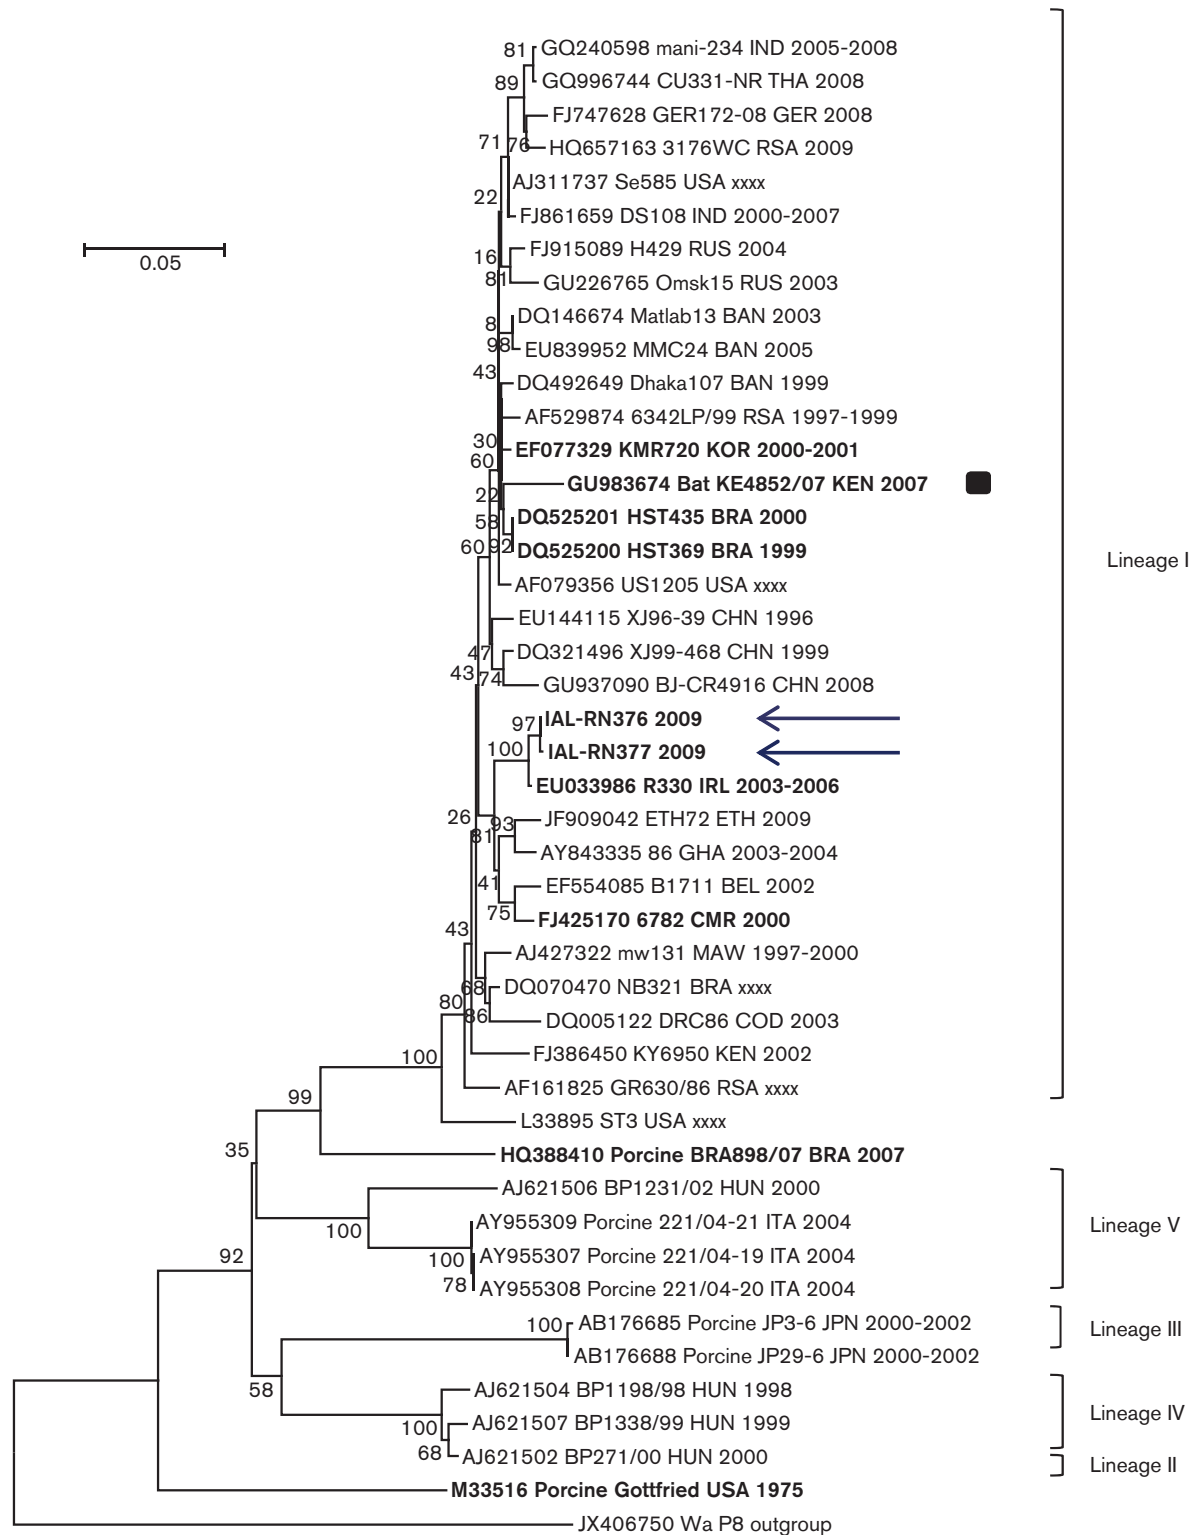 81 GQ240598 mani-234 IND 2005-2008
GQ996744 CU331-NR THA 2008
89
FJ747628 GER172-08 GER 2008
71 76 HQ657163 3176WC RSA 2009
AJ311737 Se585 USA xxxx
22
FJ861659 DS108 IND 2000-2007
FJ915089 H429 RUS 2004
0.05
16
81 GU226765 Omsk15 RUS 2003
DQ146674 Matlab13 BAN 2003
8
98 EU839952 MMC24 BAN 2005
43
DQ492649 Dhaka107 BAN 1999
AF529874 6342LP/99 RSA 1997-1999
30 EF077329 KMR720 KOR 2000-2001
60
GU983674 Bat KE4852/07 KEN 2007
22
58 DQ525201 HST435 BRA 2000
60 92 DQ525200 HST369 BRA 1999
Lineage I
AF079356 US1205 USA xxxx
EU144115 XJ96-39 CHN 1996
47 DQ321496 XJ99-468 CHN 1999
43 74 GU937090 BJ-CR4916 CHN 2008
97 IAL-RN376 2009
100 IAL-RN377 2009
EU033986 R330 IRL 2003-2006
26 93 JF909042 ETH72 ETH 2009
81
AY843335 86 GHA 2003-2004
41 EF554085 B1711 BEL 2002
75 FJ425170 6782 CMR 2000
43
AJ427322 mw131 MAW 1997-2000
68 DQ070470 NB321 BRA xxxx
80 86 DQ005122 DRC86 COD 2003
100 FJ386450 KY6950 KEN 2002
AF161825 GR630/86 RSA xxxx
99
L33895 ST3 USA xxxx
35 HQ388410 Porcine BRA898/07 BRA 2007
AJ621506 BP1231/02 HUN 2000
100 AY955309 Porcine 221/04-21 ITA 2004
Lineage V
92 100 AY955307 Porcine 221/04-19 ITA 2004
78 AY955308 Porcine 221/04-20 ITA 2004
100 AB176685 Porcine JP3-6 JPN 2000-2002
Lineage III
AB176688 Porcine JP29-6 JPN 2000-2002
58 AJ621504 BP1198/98 HUN 1998
Lineage IV
100 AJ621507 BP1338/99 HUN 1999
68 AJ621502 BP271/00 HUN 2000
Lineage II
M33516 Porcine Gottfried USA 1975
JX406750 Wa P8 outgroup